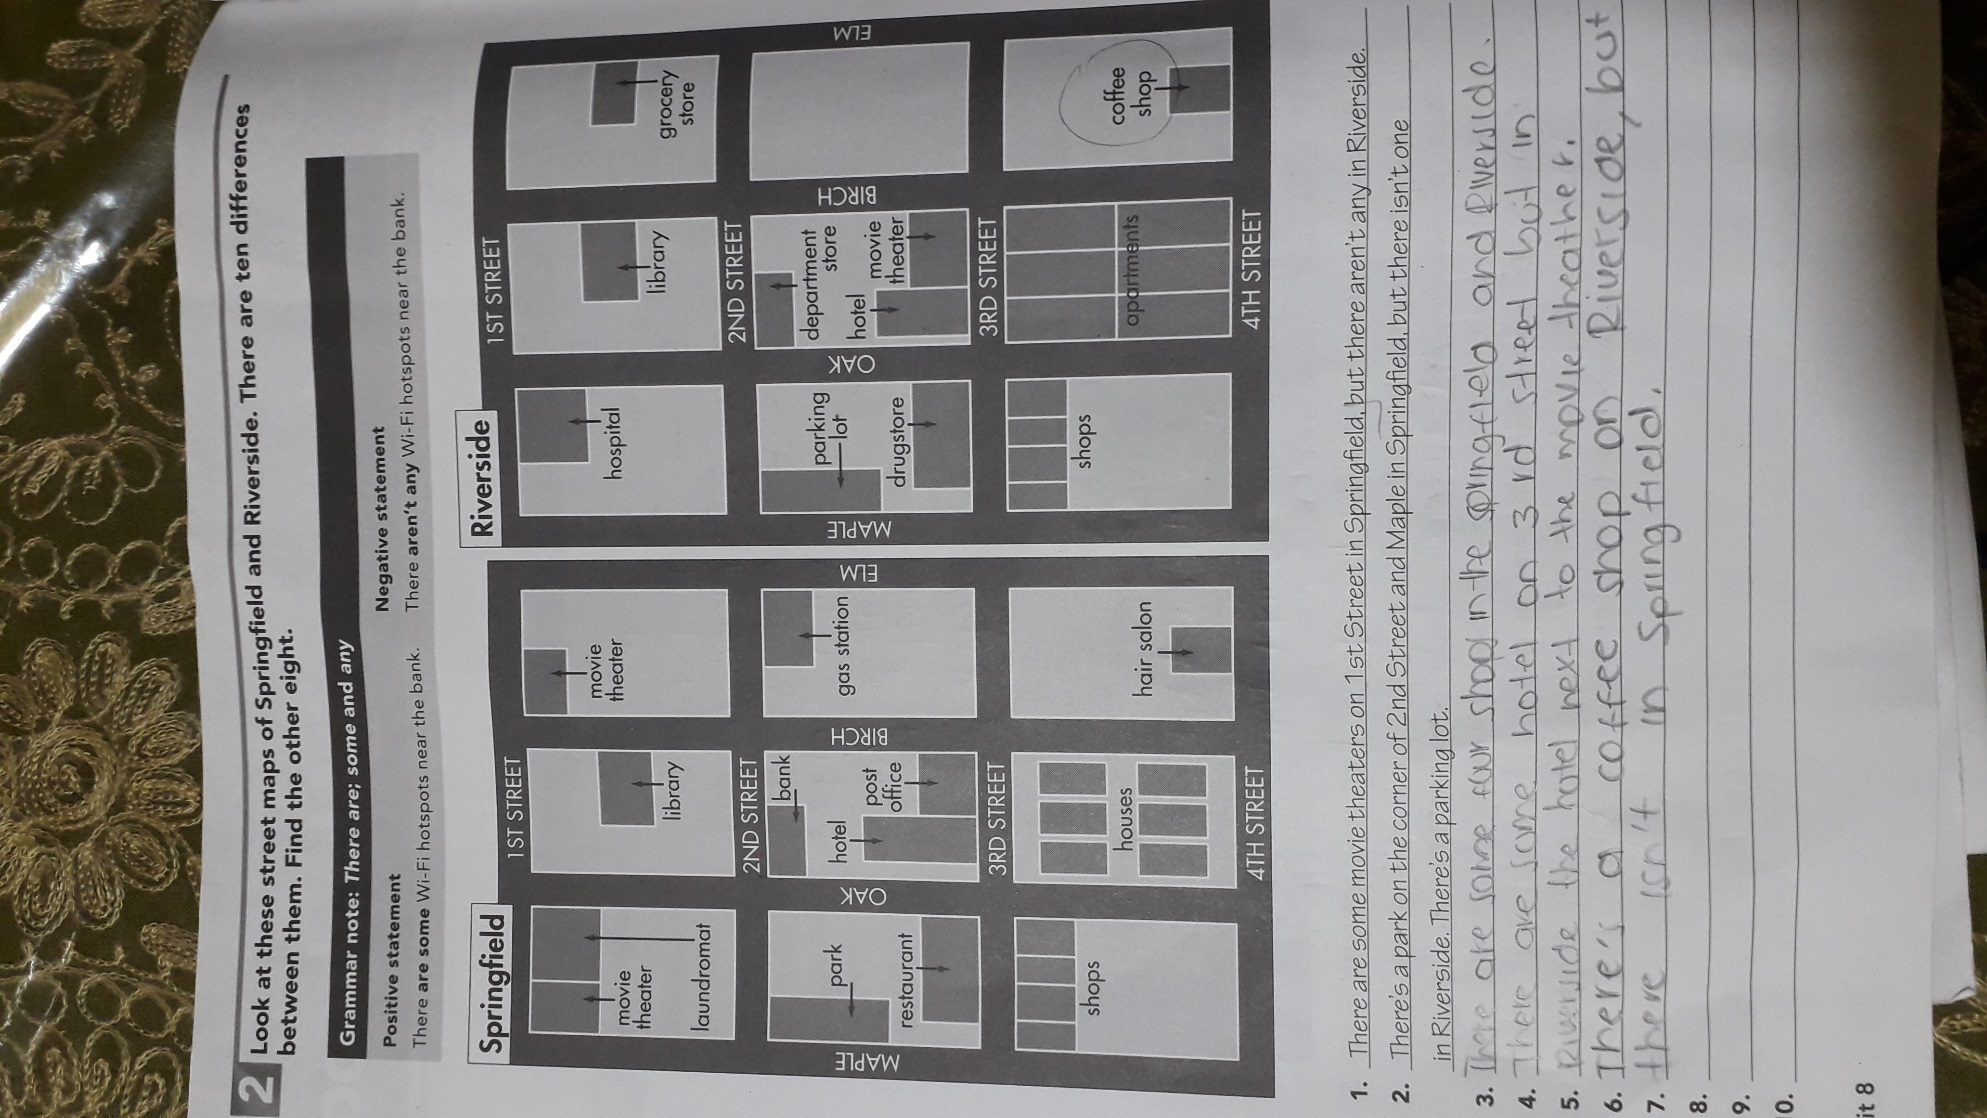 2 Look at these street maps of Springfield and Riverside. There are ten differences
between them. Find the other eight.
Grammar note: There are; some and any
Positive statement
There are some Wi-Fi hotspots near the bank.
Negative statement
There aren't any Wi-Fi hotspots near the bank.
Springfield
1ST STREET
movie
theater
laundromat
library
movie
theater
2ND STREET
MAPLE
park
restaurant
OAK
bank
hotel
post
office
BIRCH
gas station
ELM
3RD STREET
shops
houses
hair salon
4TH STREET
Riverside
1ST STREET
hospital
library
grocery
store
2ND STREET
MAPLE
parking
lot
drugstore
OAK
department
store
hotel
movie
theater
BIRCH
ELM
3RD STREET
shops
apartments
coffee
shop
4TH STREET
1. There are some movie theaters on 1st Street in Springfield, but there aren't any in Riverside.
2. There's a park on the corner of 2nd Street and Maple in Springfield, but there isn't one
in Riverside. There's a parking lot.
3. There are some four shop in the springfield and Riverside.
4. There are some hotel on 3 rd street but in
5. Riverside the hotel next to the movie theather.
6. There's a coffee shop on Riverside, but
7. there isn't in Springfield.
8.
9.
0.
it 8